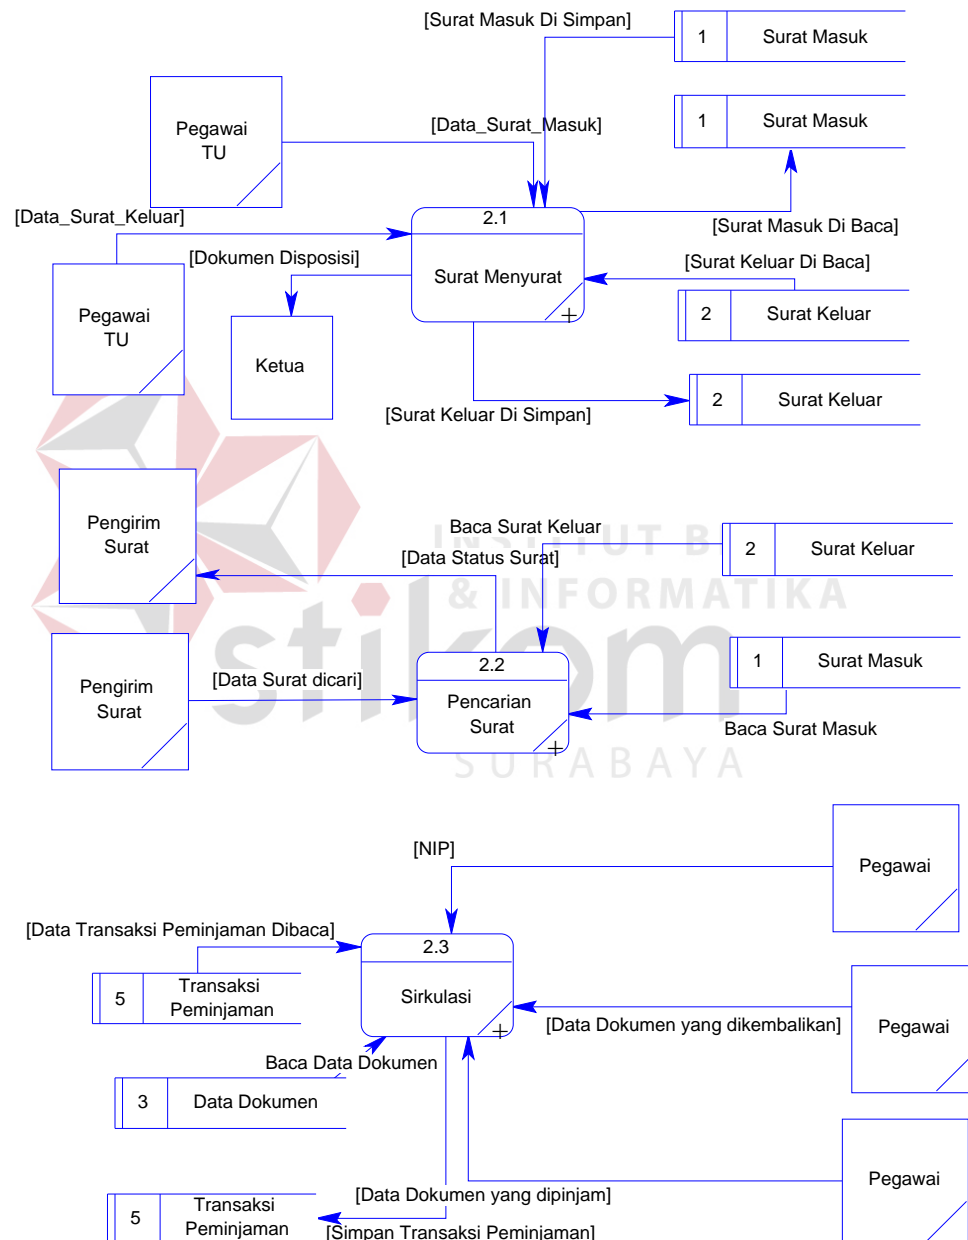 [Surat Masuk Di Simpan]
1
Surat Masuk
Pegawai
TU
[Data_Surat_Masuk]
1
Surat Masuk
[Data_Surat_Keluar]
2.1
Surat Menyurat
[Surat Masuk Di Baca]
[Dokumen Disposisi]
[Surat Keluar Di Baca]
Pegawai
TU
Ketua
2
Surat Keluar
[Surat Keluar Di Simpan]
2
Surat Keluar
Pengirim
Surat
Baca Surat Keluar
[Data Status Surat]
2
Surat Keluar
INSTITUT B
& INFORMATIKA
stikom
SURABAYA
Pengirim
Surat
[Data Surat dicari]
2.2
Pencarian
Surat
1
Surat Masuk
Baca Surat Masuk
[NIP]
Pegawai
[Data Transaksi Peminjaman Dibaca]
2.3
Sirkulasi
5
Transaksi
Peminjaman
[Data Dokumen yang dikembalikan]
Pegawai
Baca Data Dokumen
3
Data Dokumen
[Data Dokumen yang dipinjam]
Pegawai
5
Transaksi
Peminjaman
[Simpan Transaksi Peminjaman]